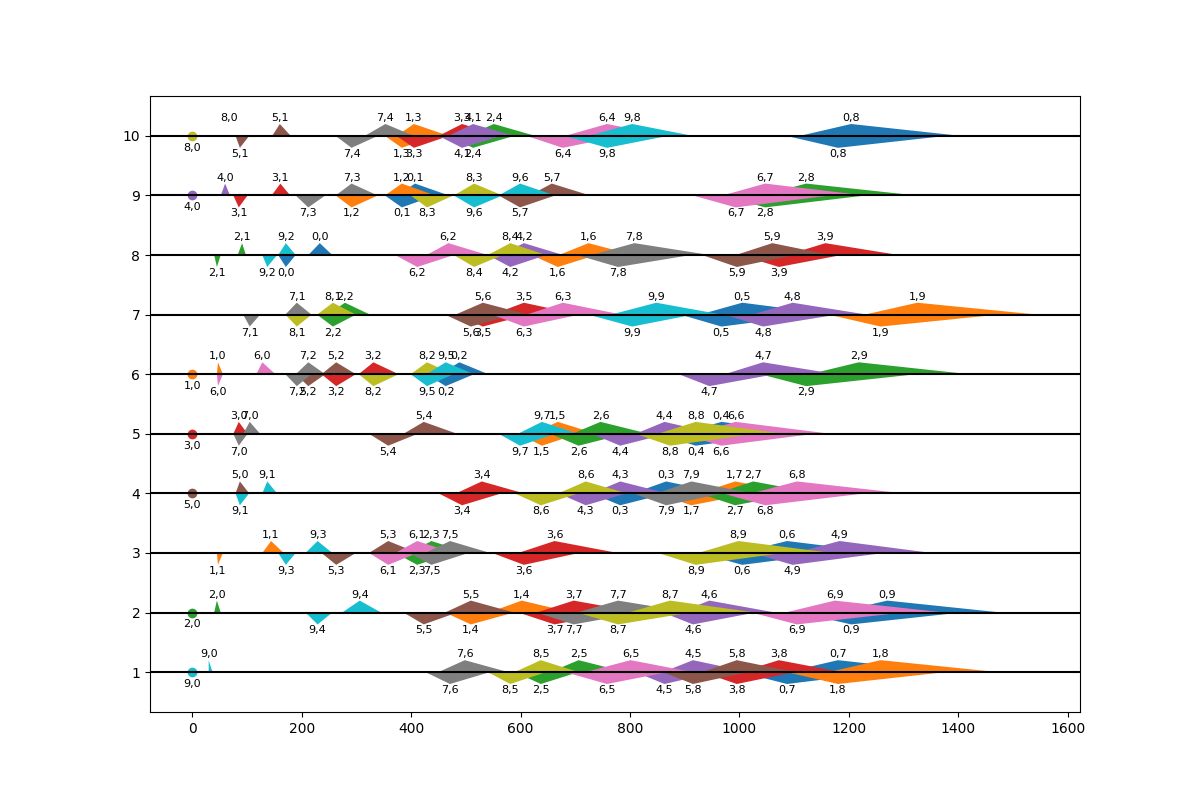 8,0 5,1 7,4 1,3 3,3 4,1 2,4 6,4 9,8 0,8
10
8,0 5,1 7,4 1,3 3,3 4,1 2,4 6,4 9,8 0,8
4,0 3,1 7,3 1,2 0,1 8,3 9,6 5,7 6,7 2,8
9
4,0 3,1 7,3 1,2 0,1 8,3 9,6 5,7 6,7 2,8
2,1 9,2 0,0 6,2 8,4 4,2 1,6 7,8 5,9 3,9
8
2,1 9,2 0,0 6,2 8,4 4,2 1,6 7,8 5,9 3,9
7,1 8,1 2,2 5,6 3,5 6,3 9,9 0,5 4,8 1,9
7
7,1 8,1 2,2 5,6 3,5 6,3 9,9 0,5 4,8 1,9
1,0 6,0 7,2 5,2 3,2 8,2 9,5 0,2 4,7 2,9
6
1,0 6,0 7,2 5,2 3,2 8,2 9,5 0,2 4,7 2,9
3,0 7,0 5,4 9,7 1,5 2,6 4,4 8,8 0,4 6,6
5
3,0 7,0 5,4 9,7 1,5 2,6 4,4 8,8 0,4 6,6
5,0 9,1 3,4 8,6 4,3 0,3 7,9 1,7 2,7 6,8
4
5,0 9,1 3,4 8,6 4,3 0,3 7,9 1,7 2,7 6,8
1,1 9,3 5,3 6,1 2,3 7,5 3,6 8,9 0,6 4,9
3
1,1 9,3 5,3 6,1 2,3 7,5 3,6 8,9 0,6 4,9
2,0 9,4 5,5 1,4 3,7 7,7 8,7 4,6 6,9 0,9
2
2,0 9,4 5,5 1,4 3,7 7,7 8,7 4,6 6,9 0,9
9,0 7,6 8,5 2,5 6,5 4,5 5,8 3,8 0,7 1,8
1
9,0 7,6 8,5 2,5 6,5 4,5 5,8 3,8 0,7 1,8
0 200 400 600 800 1000 1200 1400 1600